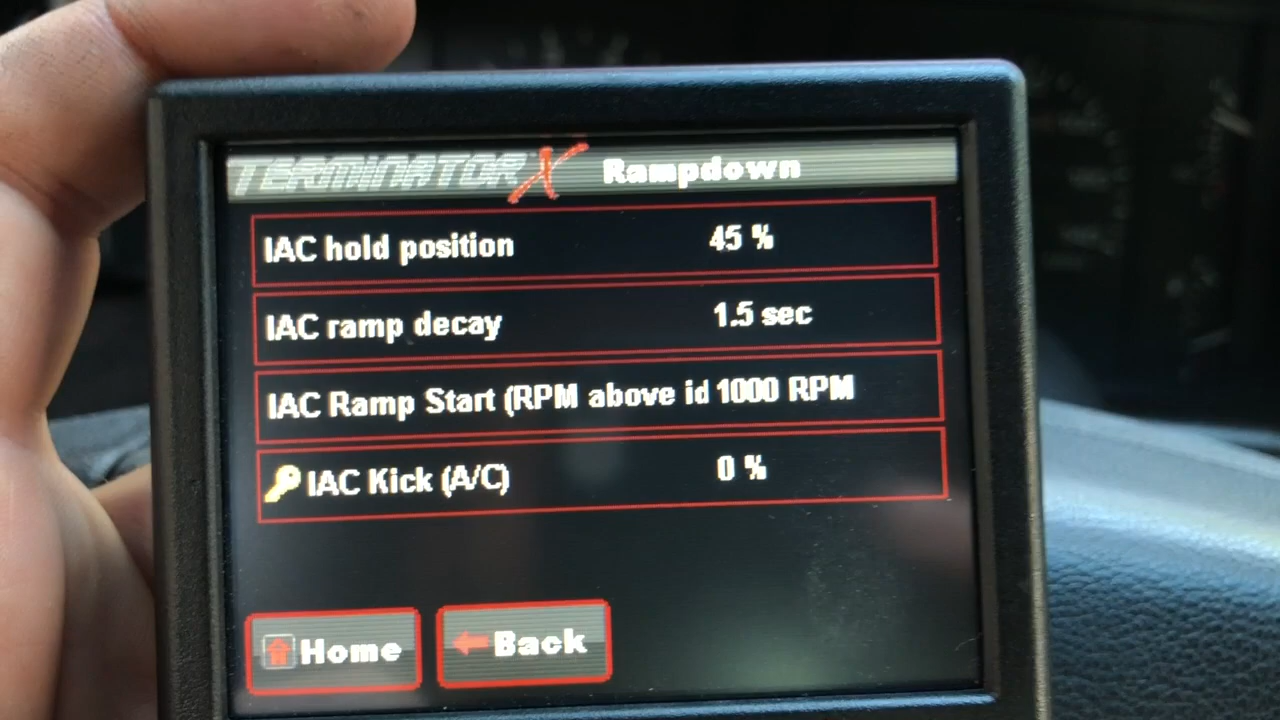 TERMINATOR X Rampdown
IAC hold position 45 %
IAC ramp decay 1.5 sec
IAC Ramp Start (RPM above id 1000 RPM
IAC Kick (A/C) 0 %
Home Back